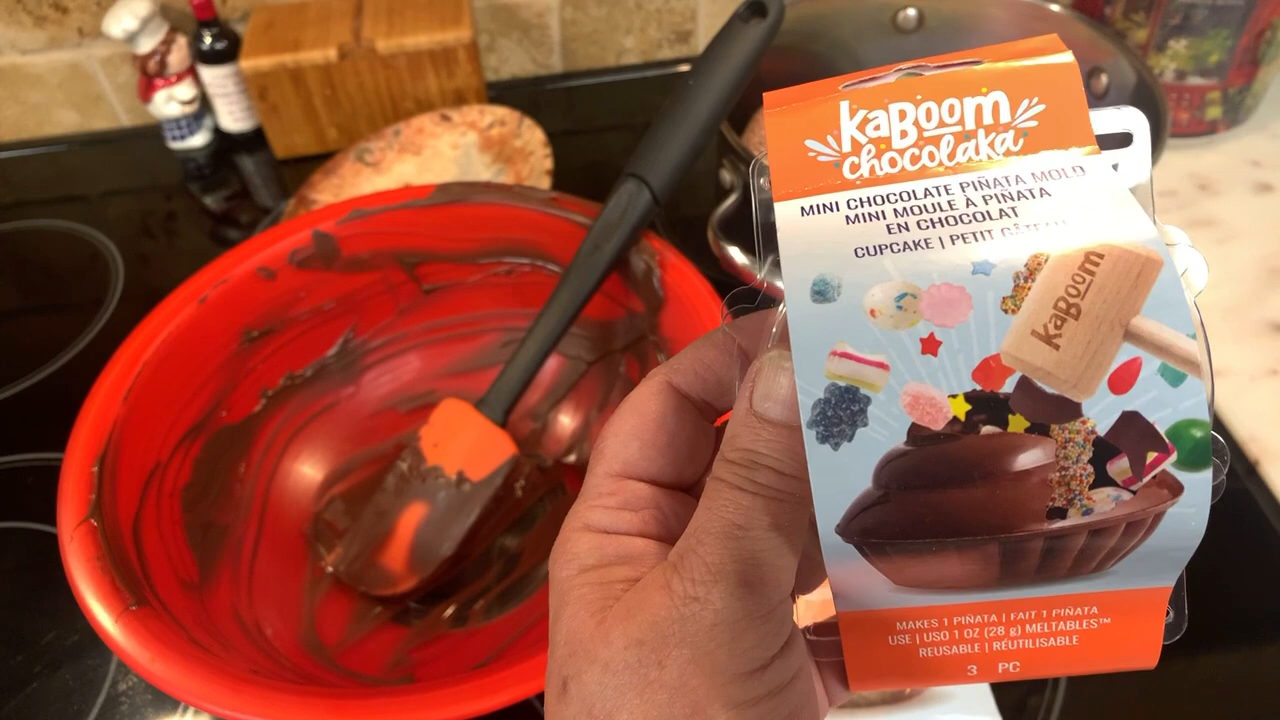 kaBoom
chocolaka
MINI CHOCOLATE PIÑATA MOLD
MINI MOULE À PIÑATA
EN CHOCOLAT
CUPCAKE | PETIT GÂTEAU
kaBoom
MAKES 1 PIÑATA | FAIT 1 PIÑATA
USE | USO 1 OZ (28 g) MELTABLES™
REUSABLE | RÉUTILISABLE
3 PC